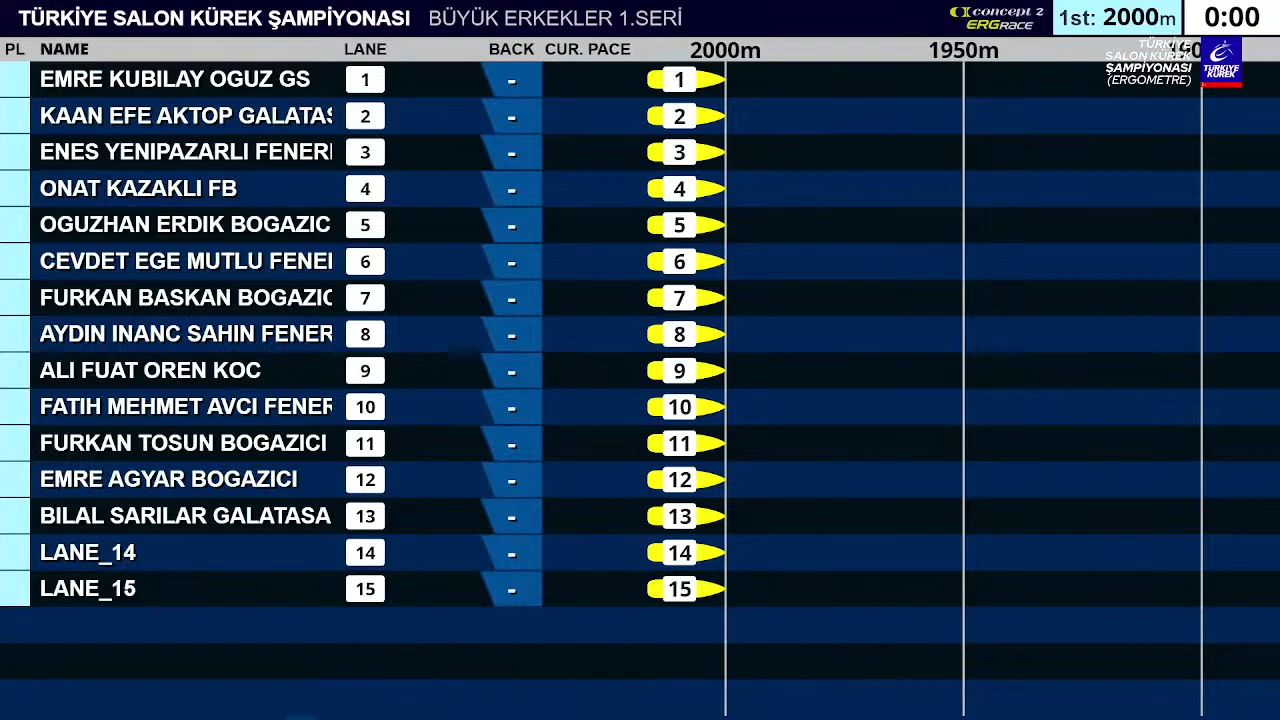 TÜRKİYE SALON KÜREK ŞAMPİYONASI BÜYÜK ERKEKLER 1.SERİ concept 2 ERGRACE 1st: 2000m 0:00
PL NAME LANE BACK CUR. PACE 2000m 1950m
TÜRKİYE
SALON KÜREK
ŞAMPİYONASI
(ERGOMETRE)
TÜRKİYE
KÜREK
EMRE KUBILAY OGUZ GS 1 - 1
KAAN EFE AKTOP GALATAS 2 - 2
ENES YENIPAZARLI FENER 3 - 3
ONAT KAZAKLI FB 4 - 4
OGUZHAN ERDIK BOGAZIC 5 - 5
CEVDET EGE MUTLU FENE 6 - 6
FURKAN BASKAN BOGAZIC 7 - 7
AYDIN INANC SAHIN FENER 8 - 8
ALI FUAT OREN KOC 9 - 9
FATIH MEHMET AVCI FENER 10 - 10
FURKAN TOSUN BOGAZICI 11 - 11
EMRE AGYAR BOGAZICI 12 - 12
BILAL SARILAR GALATASA 13 - 13
LANE_14 14 - 14
LANE_15 15 - 15